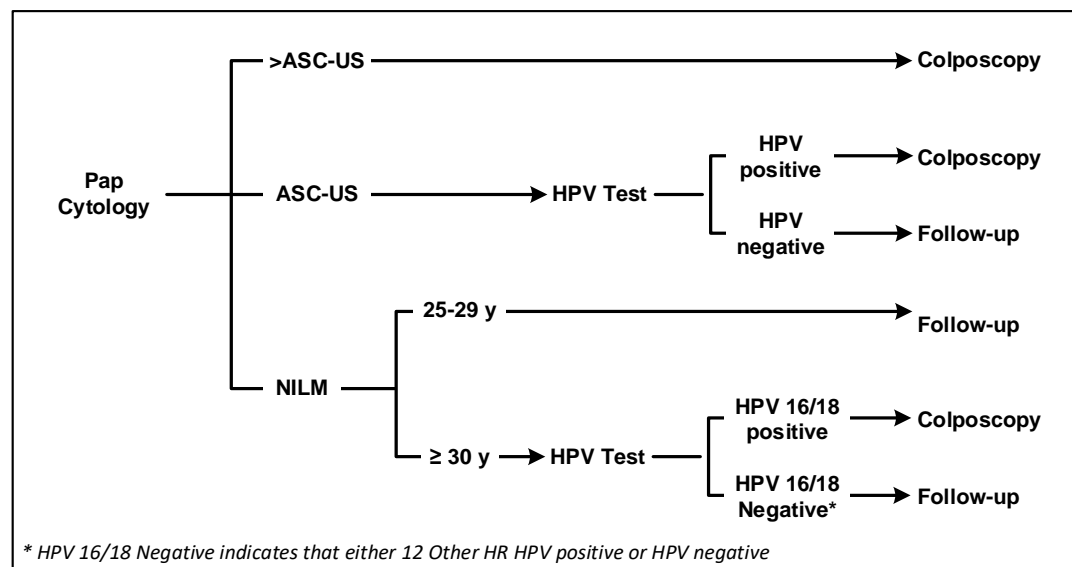 >ASC-US
Colposcopy
Pap
Cytology
ASC-US
HPV Test
HPV
positive
Colposcopy
HPV
negative
Follow-up
NILM
25-29 y
Follow-up
≥ 30 y
HPV Test
HPV 16/18
positive
Colposcopy
HPV 16/18
Negative*
Follow-up
* HPV 16/18 Negative indicates that either 12 Other HR HPV positive or HPV negative